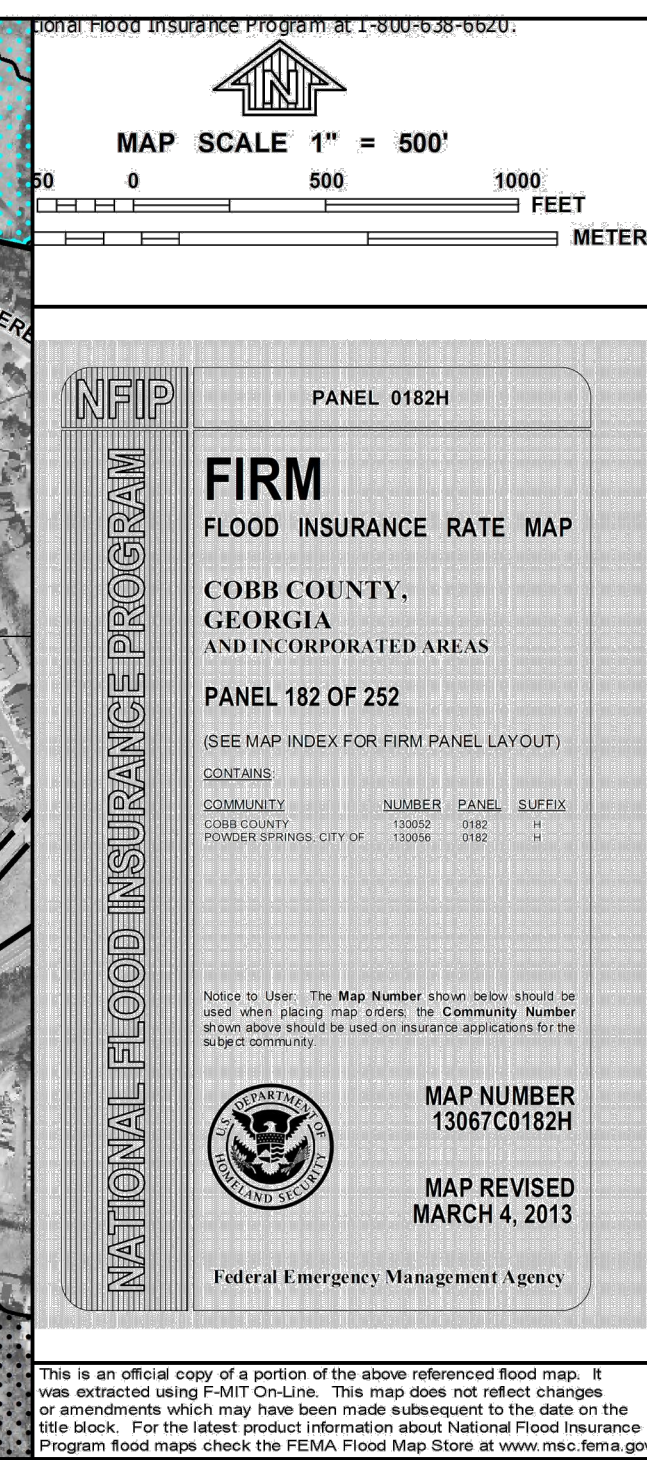 tional Flood Insurance Program at 1-800-638-6620.
N
MAP SCALE 1" = 500'
50 0 500 1000
FEET
METER
ERE
NFIP
PANEL 0182H
NATIONAL FLOOD INSURANCE PROGRAM
FIRM
FLOOD INSURANCE RATE MAP
COBB COUNTY,
GEORGIA
AND INCORPORATED AREAS
PANEL 182 OF 252
(SEE MAP INDEX FOR FIRM PANEL LAYOUT)
CONTAINS:
COMMUNITY NUMBER PANEL SUFFIX
COBB COUNTY 130052 0182 H
POWDER SPRINGS, CITY OF 130056 0182 H
Notice to User: The Map Number shown below should be
used when placing map orders; the Community Number
shown above should be used on insurance applications for the
subject community.
U.S. DEPARTMENT OF HOMELAND SECURITY
MAP NUMBER
13067C0182H
MAP REVISED
MARCH 4, 2013
Federal Emergency Management Agency
This is an official copy of a portion of the above referenced flood map. It
was extracted using F-MIT On-Line. This map does not reflect changes
or amendments which may have been made subsequent to the date on the
title block. For the latest product information about National Flood Insurance
Program flood maps check the FEMA Flood Map Store at www.msc.fema.gov